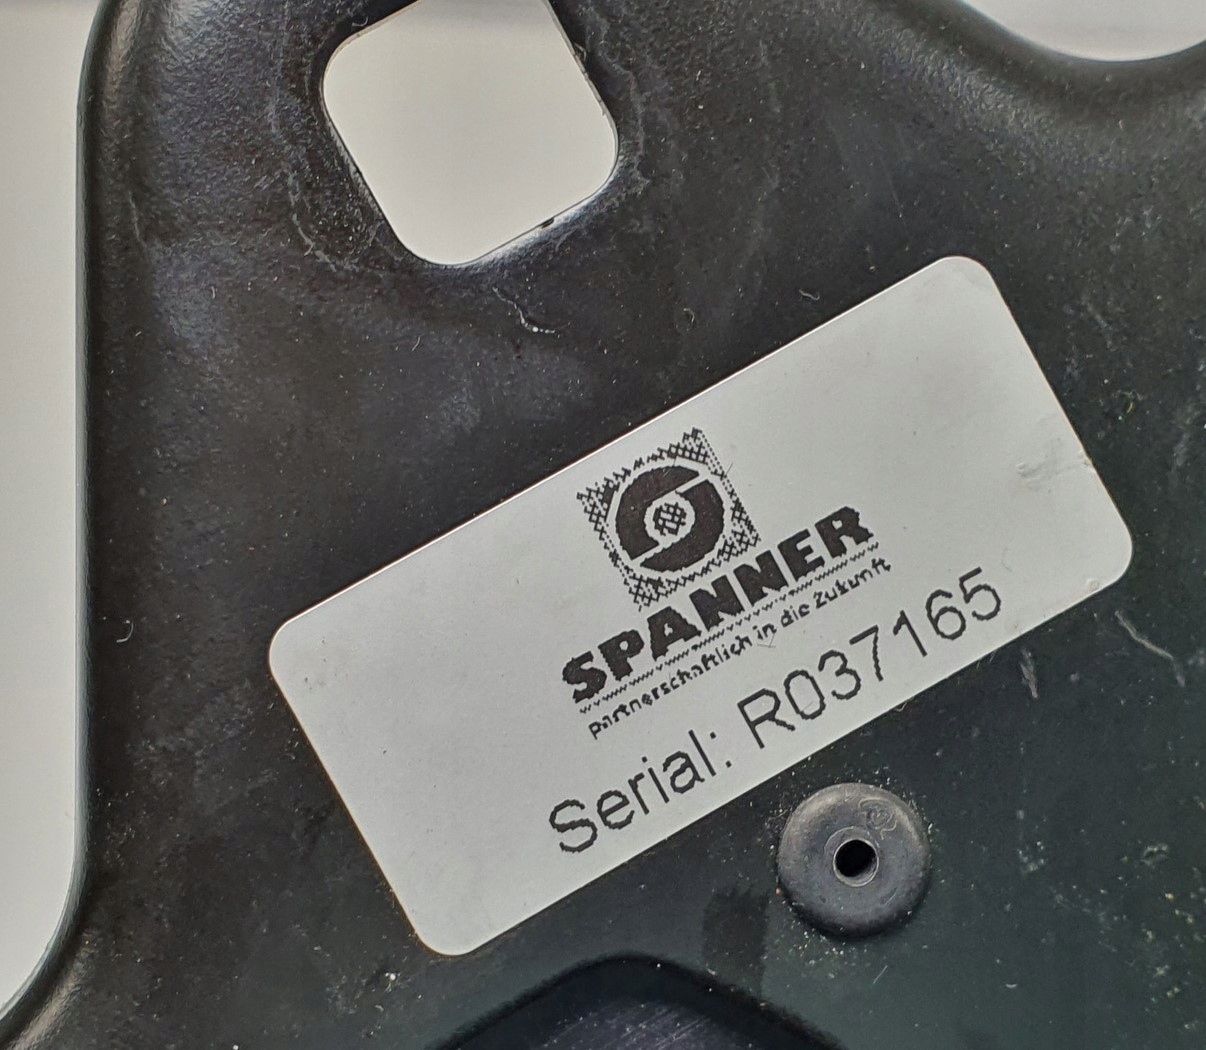 SPANNER
partnerschaftlich in die Zukunft
Serial: R037165